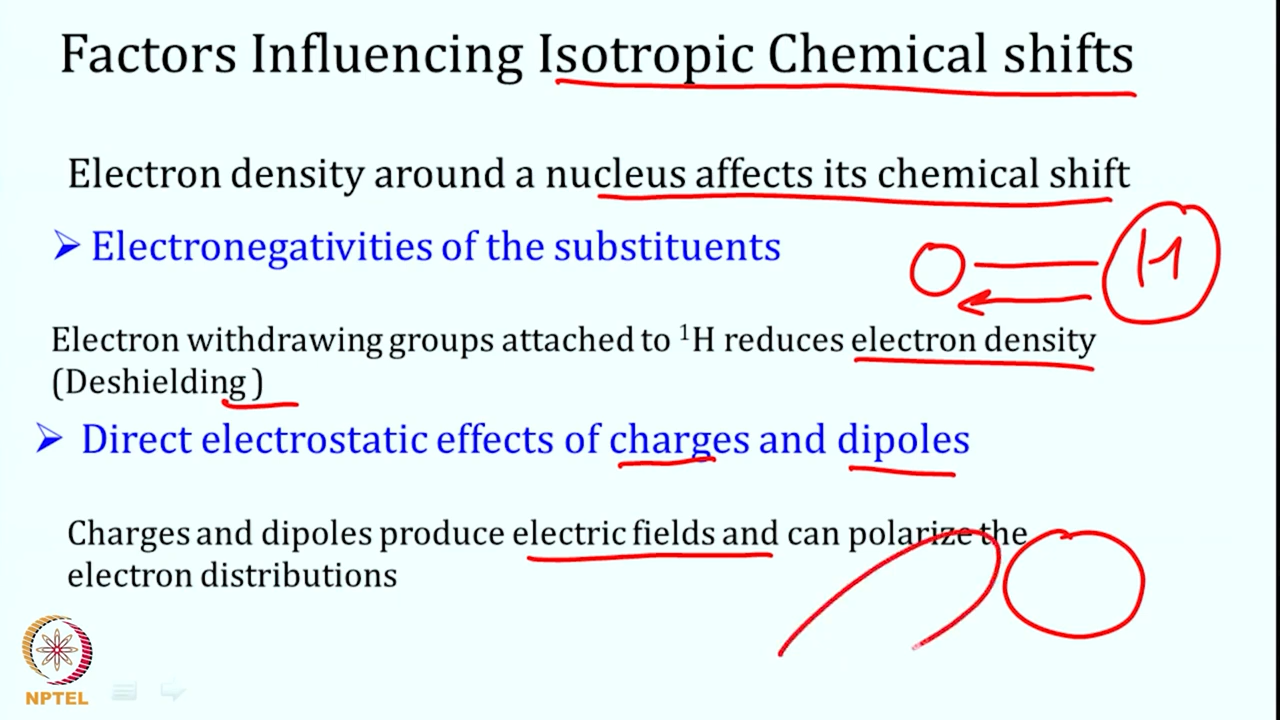 Factors Influencing Isotropic Chemical shifts
Electron density around a nucleus affects its chemical shift
➢ Electronegativities of the substituents
O H
Electron withdrawing groups attached to ¹H reduces electron density
(Deshielding )
➢ Direct electrostatic effects of charges and dipoles
Charges and dipoles produce electric fields and can polarize the
electron distributions
NPTEL